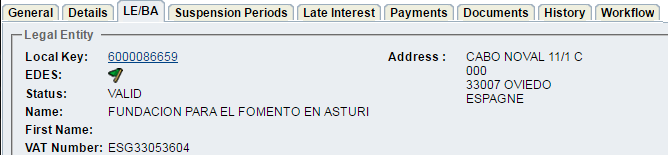 General Details LE/BA Suspension Periods Late Interest Payments Documents History Workflow
Legal Entity
Local Key: 6000086659 Address : CABO NOVAL 11/1 C
EDES: 000
Status: VALID 33007 OVIEDO
ESPAGNE
Name: FUNDACION PARA EL FOMENTO EN ASTURI
First Name:
VAT Number: ESG33053604